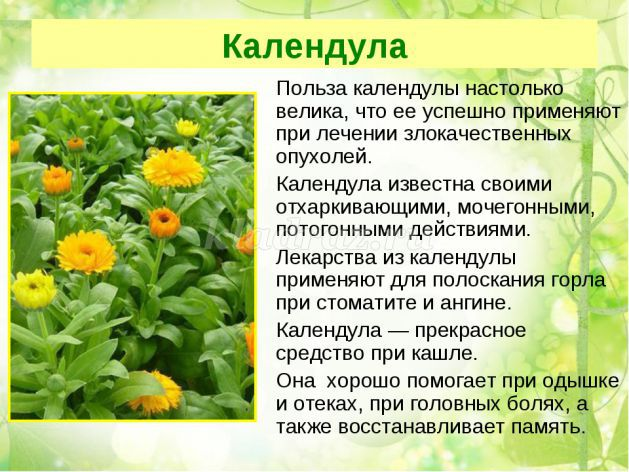 Календула
Польза календулы настолько
велика, что ее успешно применяют
при лечении злокачественных
опухолей.
Календула известна своими
отхаркивающими, мочегонными,
потогонными действиями.
kladraz.ru
Лекарства из календулы
применяют для полоскания горла
при стоматите и ангине.
Календула — прекрасное
средство при кашле.
Она  хорошо помогает при одышке
и отеках, при головных болях, а
также восстанавливает память.